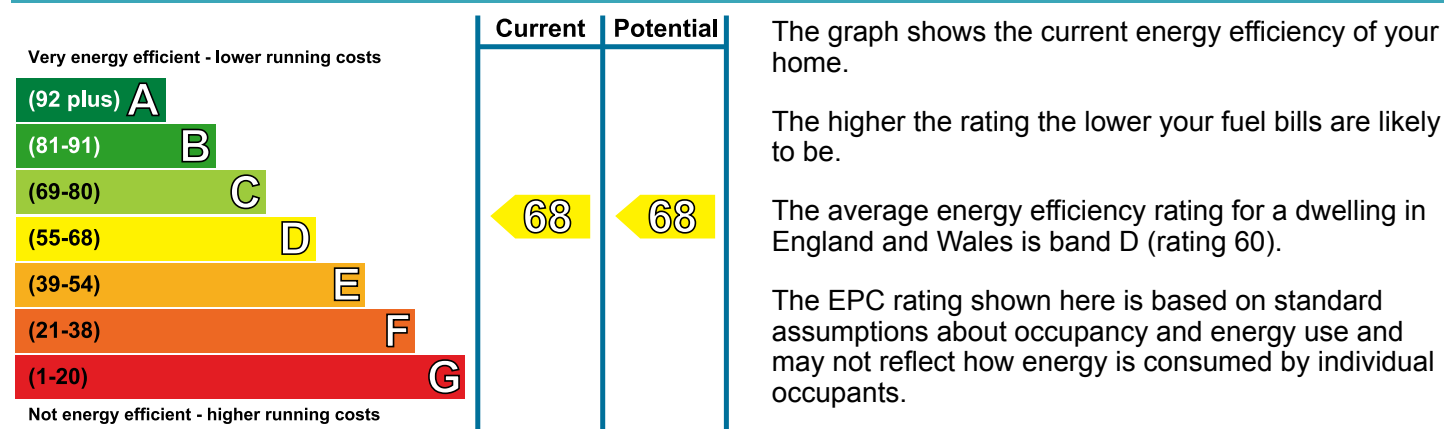 Current Potential
Very energy efficient - lower running costs
(92 plus) A
(81-91) B
(69-80) C
(55-68) D
(39-54) E
(21-38) F
(1-20) G
Not energy efficient - higher running costs
68 68
The graph shows the current energy efficiency of your
home.
The higher the rating the lower your fuel bills are likely
to be.
The average energy efficiency rating for a dwelling in
England and Wales is band D (rating 60).
The EPC rating shown here is based on standard
assumptions about occupancy and energy use and
may not reflect how energy is consumed by individual
occupants.